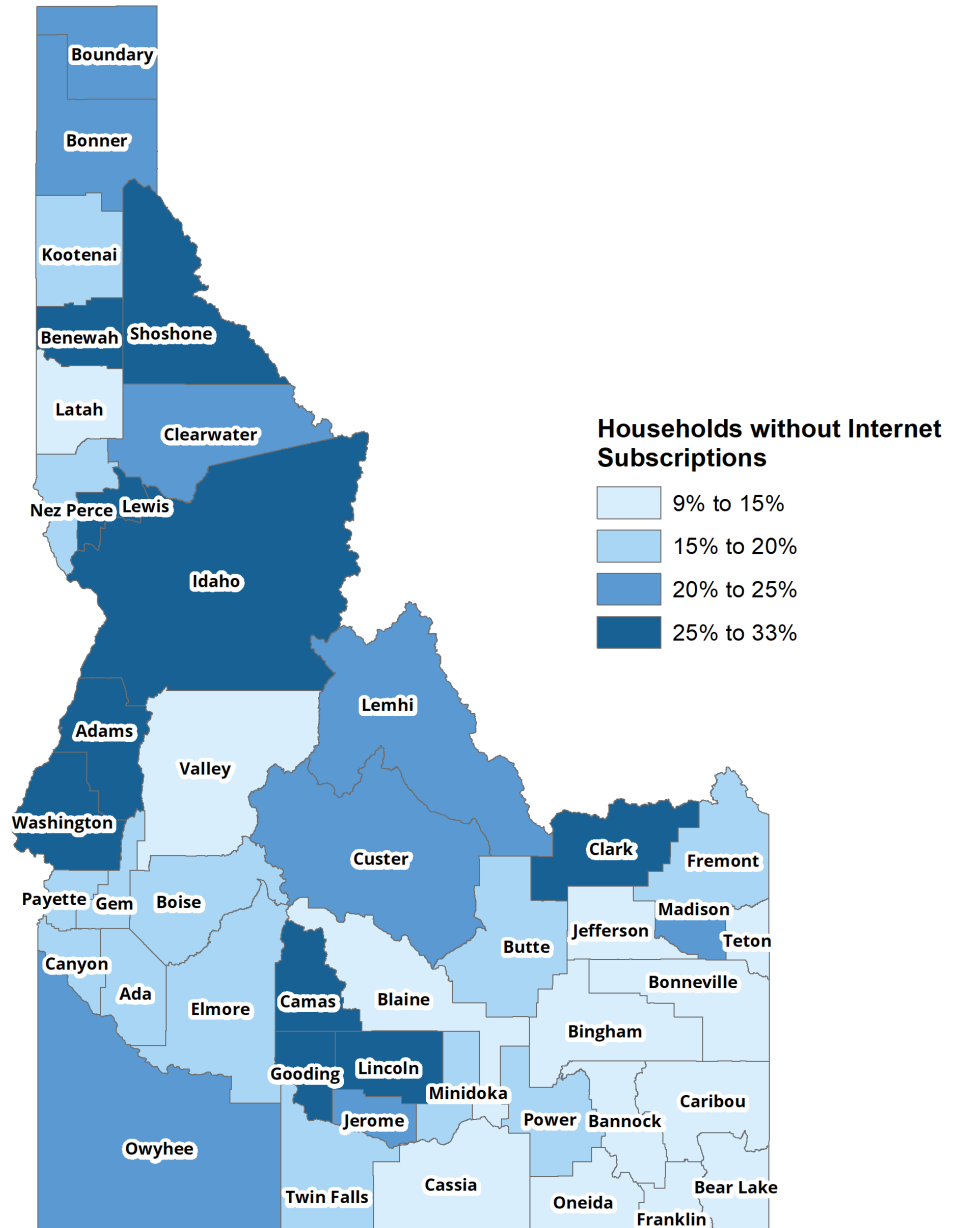 Boundary
Bonner
Kootenai
Benewah
Shoshone
Latah
Clearwater
Households without Internet
Subscriptions
9% to 15%
15% to 20%
20% to 25%
25% to 33%
Nez Perce
Lewis
Idaho
Lemhi
Adams
Valley
Washington
Custer
Clark
Fremont
Payette
Gem
Boise
Madison
Jefferson
Teton
Butte
Canyon
Ada
Elmore
Camas
Blaine
Bonneville
Bingham
Gooding
Lincoln
Minidoka
Caribou
Jerome
Power
Bannock
Owyhee
Twin Falls
Cassia
Oneida
Bear Lake
Franklin